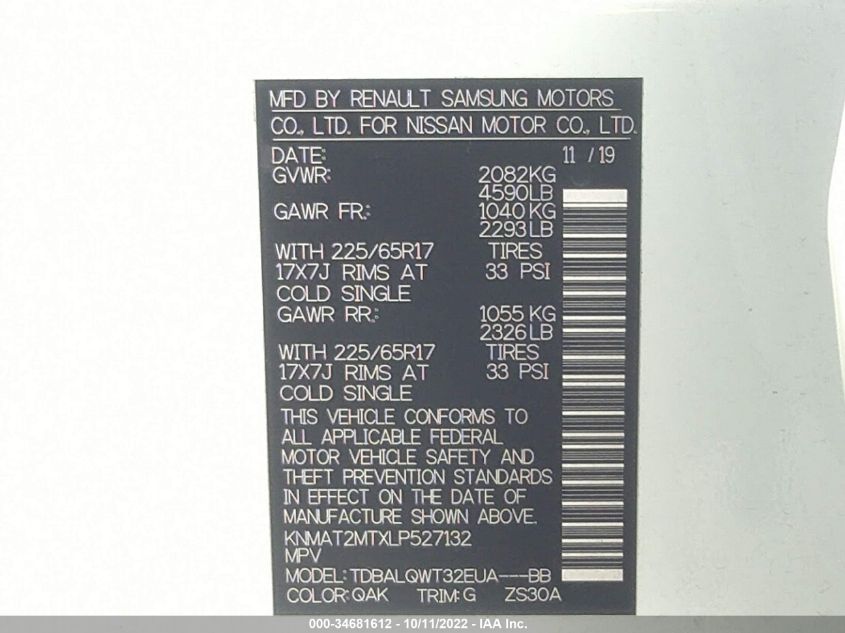 MFD BY RENAULT SAMSUNG MOTORS
CO., LTD. FOR NISSAN MOTOR CO., LTD.
DATE: 11 / 19
GVWR: 2082KG
4590LB
GAWR FR.: 1040KG
2293LB
WITH 225/65R17 TIRES
17X7J RIMS AT 33 PSI
COLD SINGLE
GAWR RR.: 1055 KG
2326LB
WITH 225/65R17 TIRES
17X7J RIMS AT 33 PSI
COLD SINGLE
THIS VEHICLE CONFORMS TO
ALL APPLICABLE FEDERAL
MOTOR VEHICLE SAFETY AND
THEFT PREVENTION STANDARDS
IN EFFECT ON THE DATE OF
MANUFACTURE SHOWN ABOVE.
KNMAT2MTXLP527132
MPV
MODEL: TDBALQWT32EUA---BB
COLOR: QAK TRIM: G ZS30A
000-34681612 - 10/11/2022 - IAA Inc.